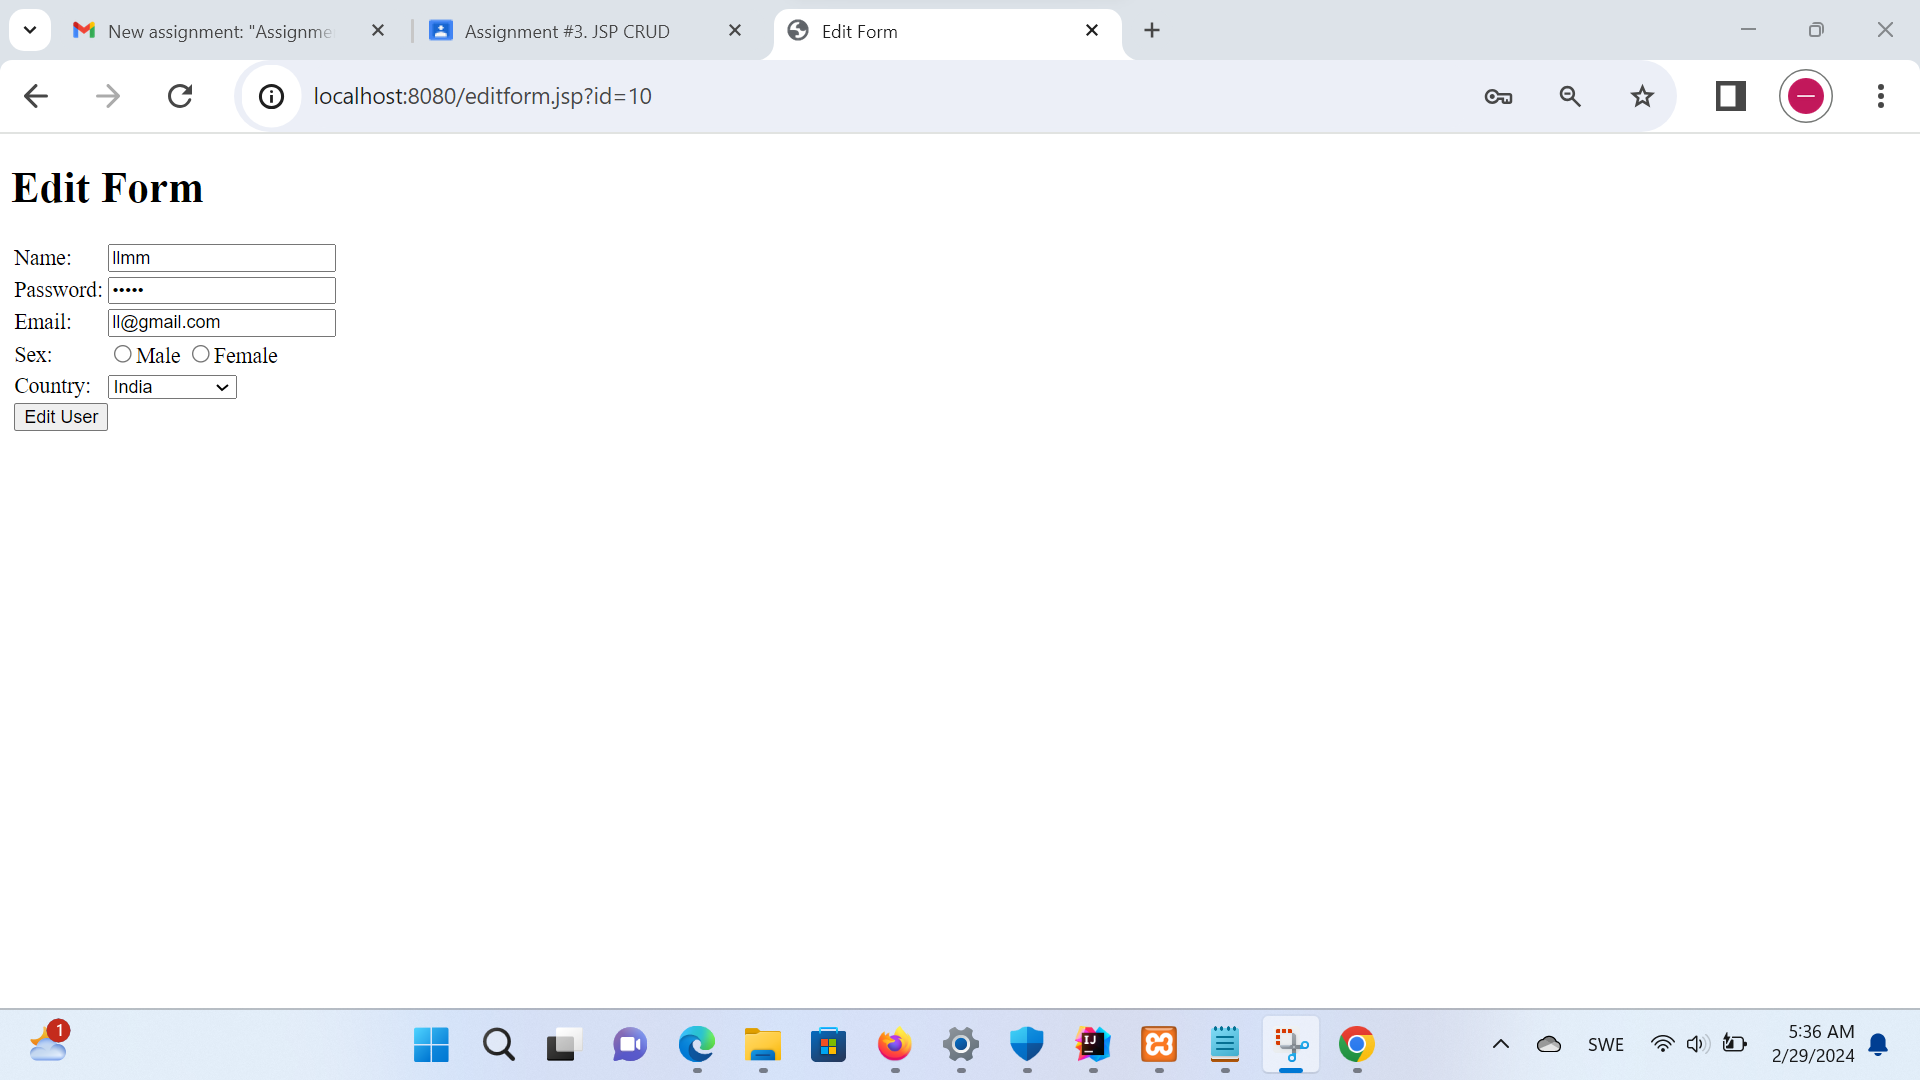 New assignment: "Assignme
Assignment #3. JSP CRUD
Edit Form
localhost:8080/editform.jsp?id=10
Edit Form
Name: llmm
Password: •••••
Email: ll@gmail.com
Sex: Male Female
Country: India
Edit User
1
IJ
SWE
5:36 AM
2/29/2024